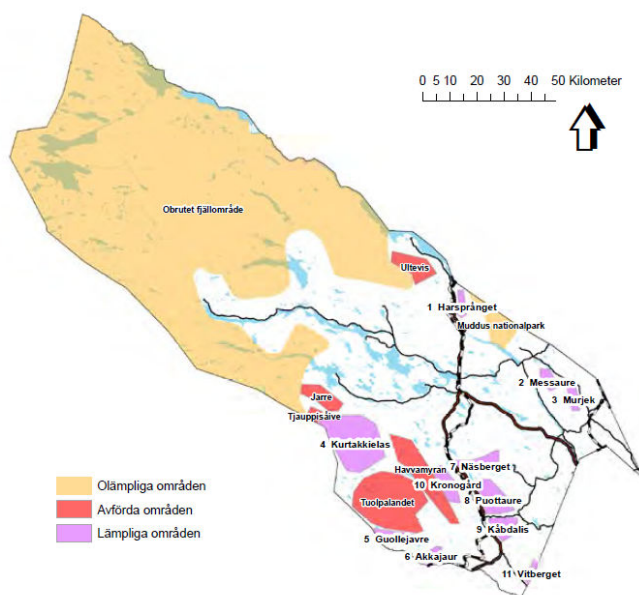 0 5 10 20 30 40 50 Kilometer
Obrutet fjällområde
Ultevis
1 Harsprånget
Muddus nationalpark
2 Messaure
3 Murjek
Jarre
Tjauppisåive
4 Kurtakkielas
Havvamyran
7 Näsberget
10 Kronogård
8 Puottaure
Tuolpalandet
9 Kåbdalis
5 Guollejavre
6 Akkajaur
11 Vitberget
Olämpliga områden
Avförda områden
Lämpliga områden